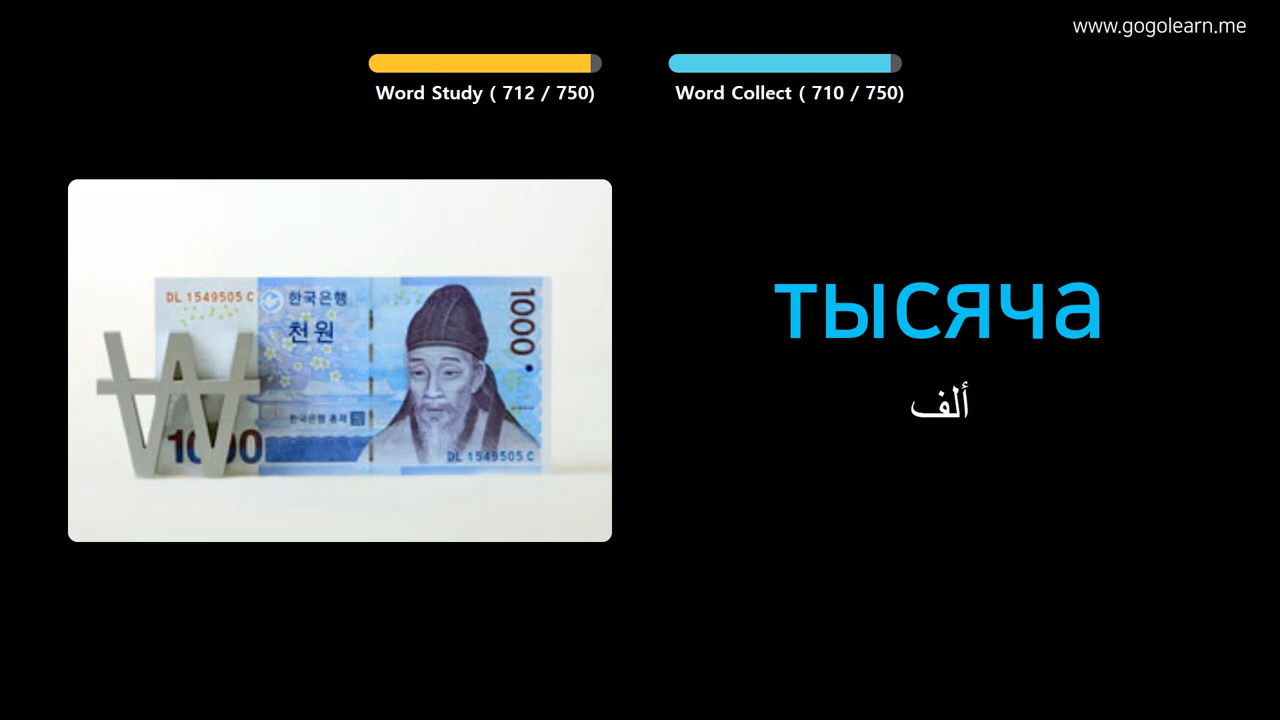 www.gogolearn.me
Word Study ( 712 / 750)
Word Collect ( 710 / 750)
DL 1549505 C
한국은행
천원
1000
한국은행 총재
1000
DL 1549505 C
тысяча
ألف